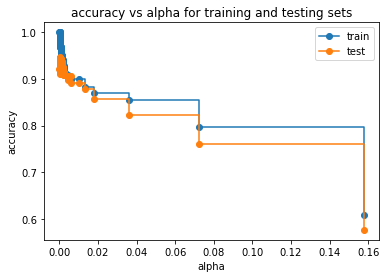 accuracy vs alpha for training and testing sets
train
test
1.0
0.9
0.8
0.7
0.6
accuracy
0.00 0.02 0.04 0.06 0.08 0.10 0.12 0.14 0.16
alpha